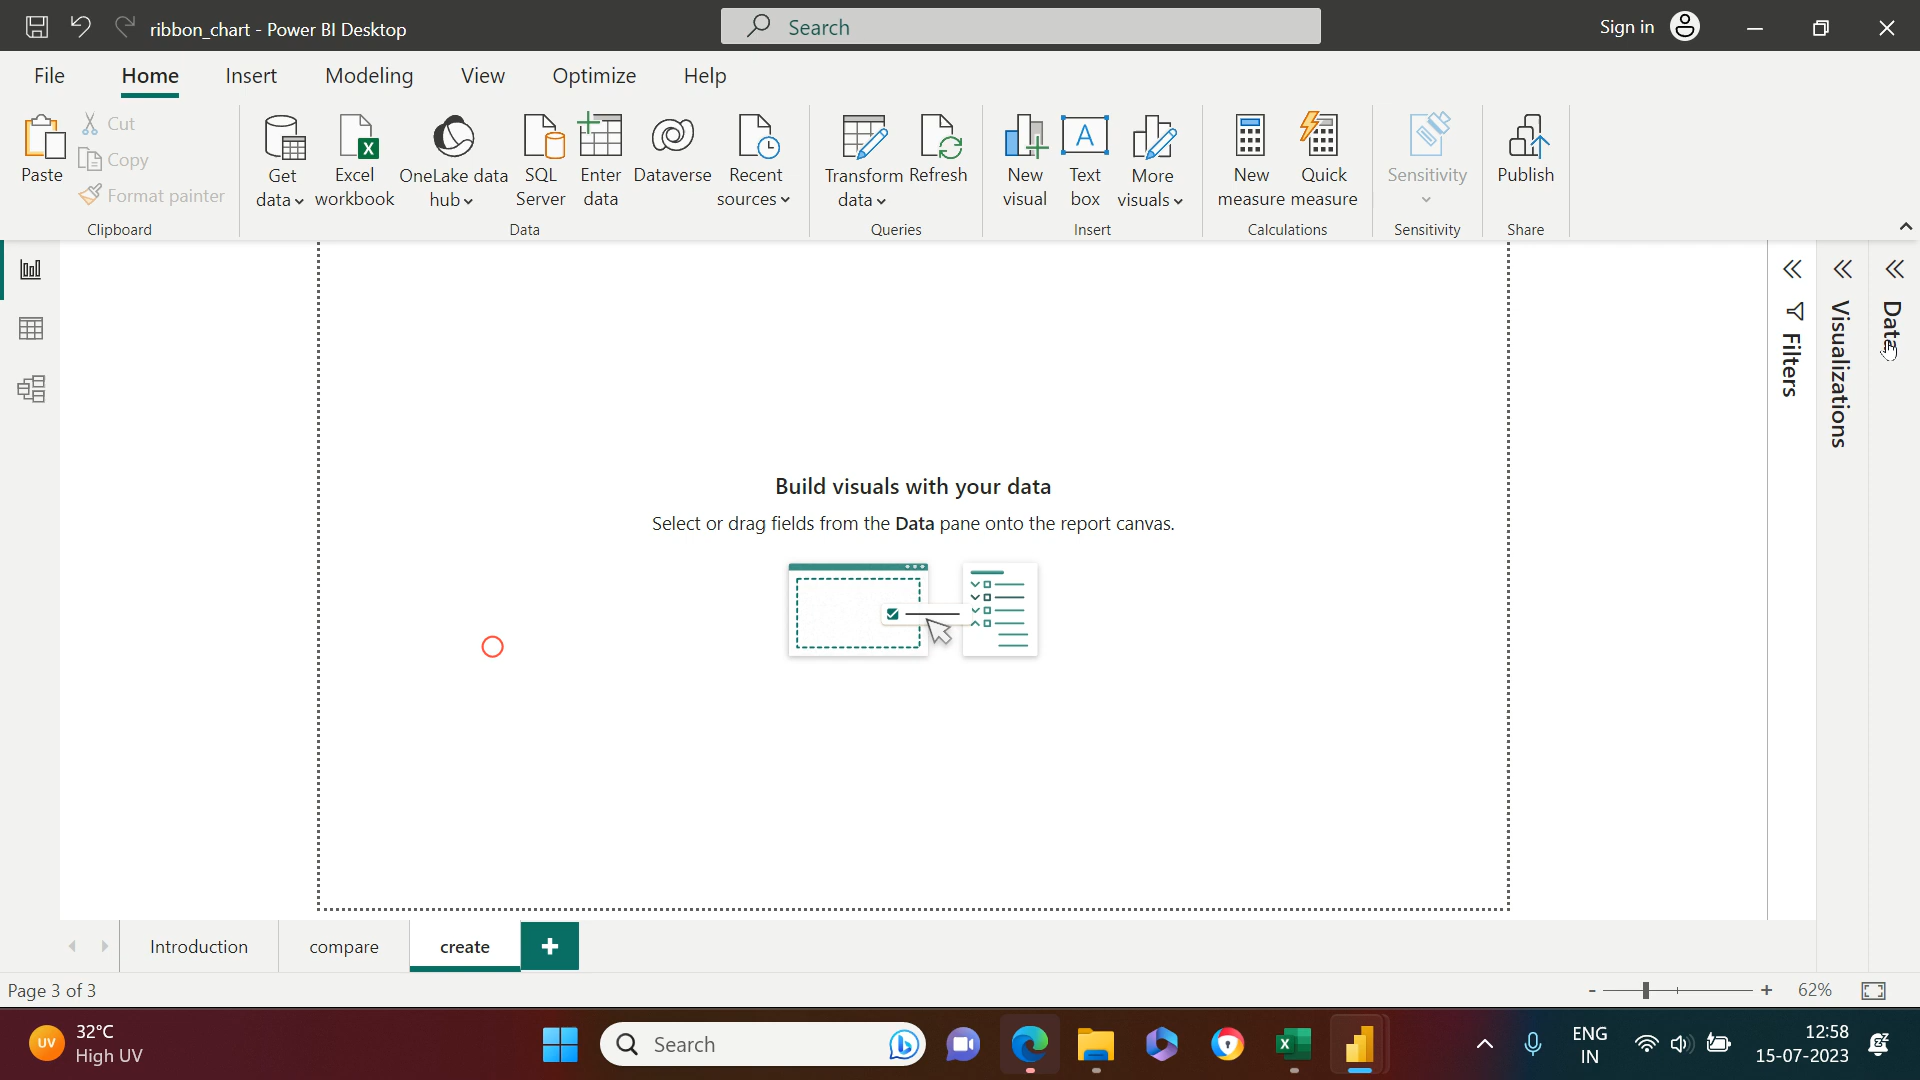 ribbon_chart - Power BI Desktop
Search
Sign in
File
Home
Insert
Modeling
View
Optimize
Help
Paste
Cut
Copy
Format painter
Clipboard
Get data
Excel workbook
OneLake data hub
SQL Server
Enter data
Dataverse
Recent sources
Data
Transform data
Refresh
Queries
New visual
Text box
More visuals
Insert
New measure
Quick measure
Calculations
Sensitivity
Sensitivity
Publish
Share
Filters
Visualizations
Data
Build visuals with your data
Select or drag fields from the Data pane onto the report canvas.
Introduction
compare
create
Page 3 of 3
62%
UV
32°C
High UV
Search
ENG
IN
12:58
15-07-2023